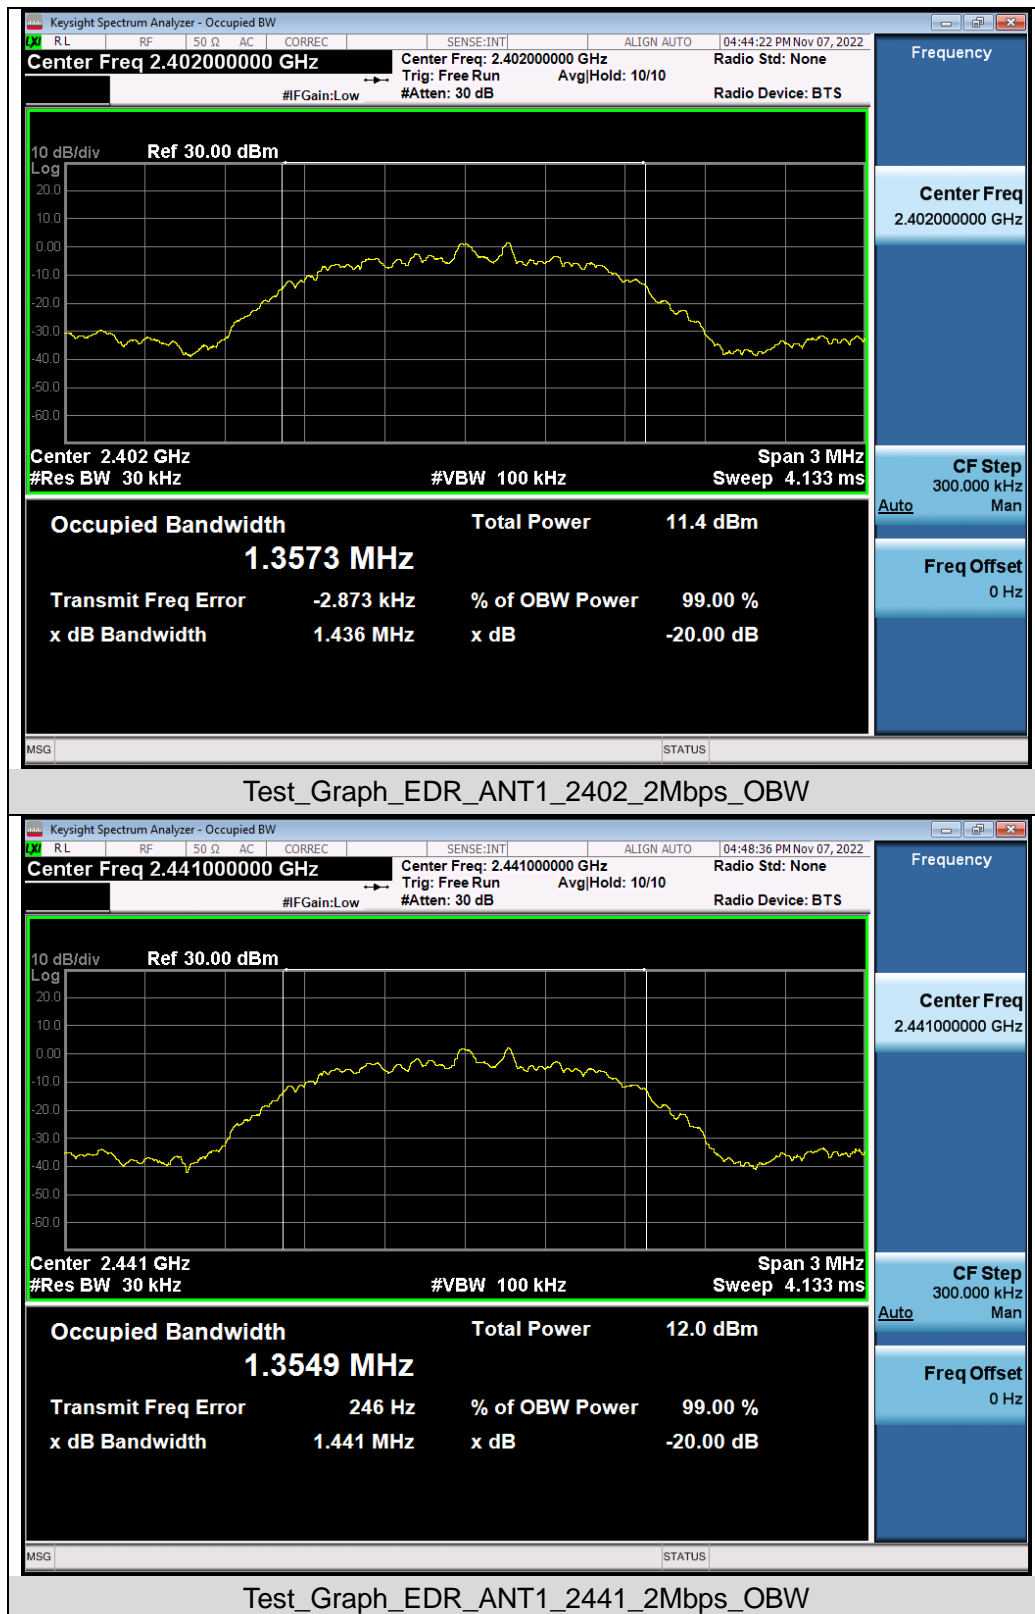 Keysight Spectrum Analyzer - Occupied BW
LXI RL RF 50 Ω AC CORREC SENSE:INT ALIGN AUTO 04:44:22 PM Nov 07, 2022
Center Freq 2.402000000 GHz
Center Freq: 2.402000000 GHz
Radio Std: None
Trig: Free Run Avg|Hold: 10/10
#IFGain:Low
#Atten: 30 dB
Radio Device: BTS
Frequency
10 dB/div Ref 30.00 dBm
Log
20.0
10.0
0.00
-10.0
-20.0
-30.0
-40.0
-50.0
-60.0
Center Freq
2.402000000 GHz
Center 2.402 GHz Span 3 MHz
#Res BW 30 kHz #VBW 100 kHz Sweep 4.133 ms
CF Step
300.000 kHz
Auto Man
Freq Offset
0 Hz
Occupied Bandwidth Total Power 11.4 dBm
1.3573 MHz
Transmit Freq Error -2.873 kHz % of OBW Power 99.00 %
x dB Bandwidth 1.436 MHz x dB -20.00 dB
MSG STATUS
Test_Graph_EDR_ANT1_2402_2Mbps_OBW
Keysight Spectrum Analyzer - Occupied BW
LXI RL RF 50 Ω AC CORREC SENSE:INT ALIGN AUTO 04:48:36 PM Nov 07, 2022
Center Freq 2.441000000 GHz
Center Freq: 2.441000000 GHz
Radio Std: None
Trig: Free Run Avg|Hold: 10/10
#IFGain:Low
#Atten: 30 dB
Radio Device: BTS
Frequency
10 dB/div Ref 30.00 dBm
Log
20.0
10.0
0.00
-10.0
-20.0
-30.0
-40.0
-50.0
-60.0
Center Freq
2.441000000 GHz
Center 2.441 GHz Span 3 MHz
#Res BW 30 kHz #VBW 100 kHz Sweep 4.133 ms
CF Step
300.000 kHz
Auto Man
Freq Offset
0 Hz
Occupied Bandwidth Total Power 12.0 dBm
1.3549 MHz
Transmit Freq Error 246 Hz % of OBW Power 99.00 %
x dB Bandwidth 1.441 MHz x dB -20.00 dB
MSG STATUS
Test_Graph_EDR_ANT1_2441_2Mbps_OBW